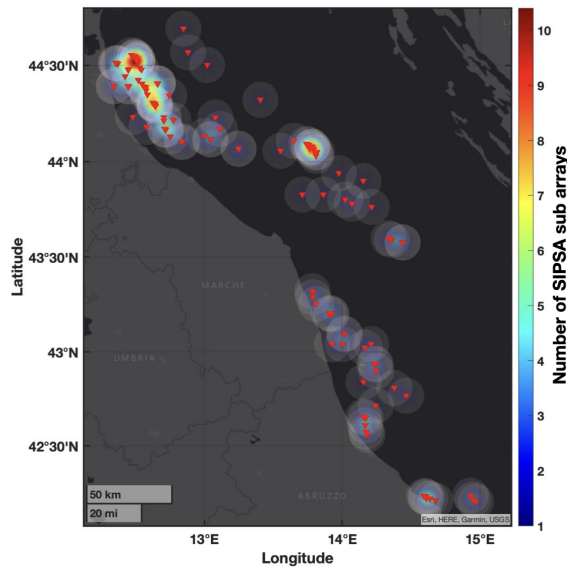 44°30'N
44°N
43°30'N
43°N
42°30'N
Latitude
MARCHE
UMBRIA
ABRUZZO
50 km
20 mi
Esri, HERE, Garmin, USGS
13°E
14°E
15°E
Longitude
10
9
8
7
6
5
4
3
2
1
Number of SIPSA sub arrays